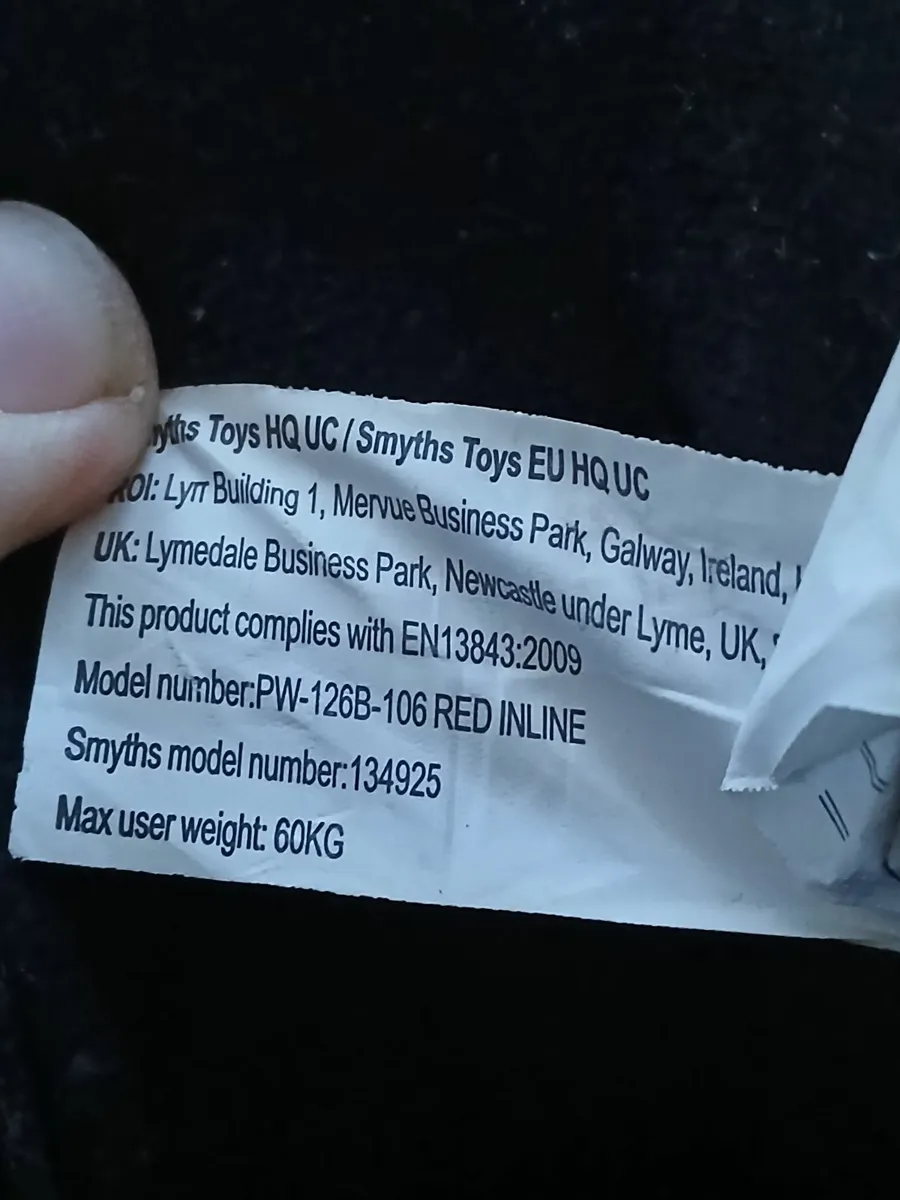 Toys HQ UC / Smyths Toys EU HQ UC
ROI: Lyrr Building 1, Mervue Business Park, Galway, Ireland,
UK: Lymedale Business Park, Newcastle under Lyme, UK,
This product complies with EN13843:2009
Model number:PW-126B-106 RED INLINE
Smyths model number:134925
Max user weight: 60KG